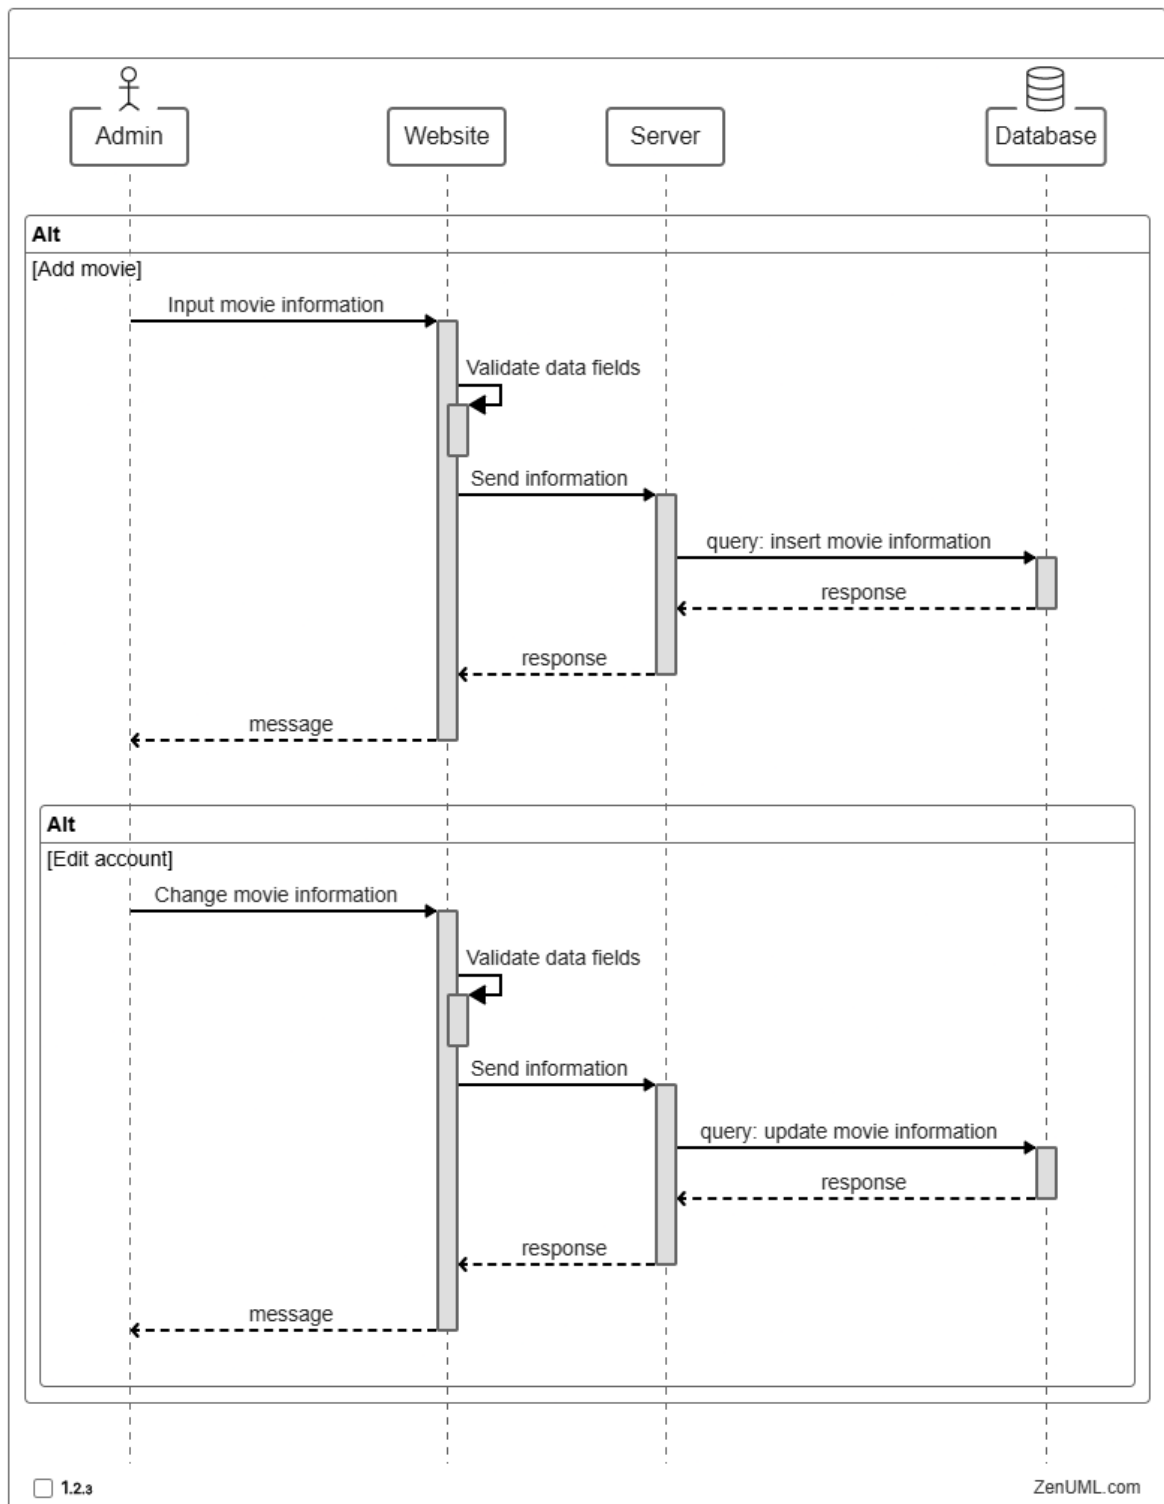 Admin
Website
Server
Database
Alt
[Add movie]
Input movie information
Validate data fields
Send information
query: insert movie information
response
response
message
Alt
[Edit account]
Change movie information
Validate data fields
Send information
query: update movie information
response
response
message
1.2.3
ZenUML.com